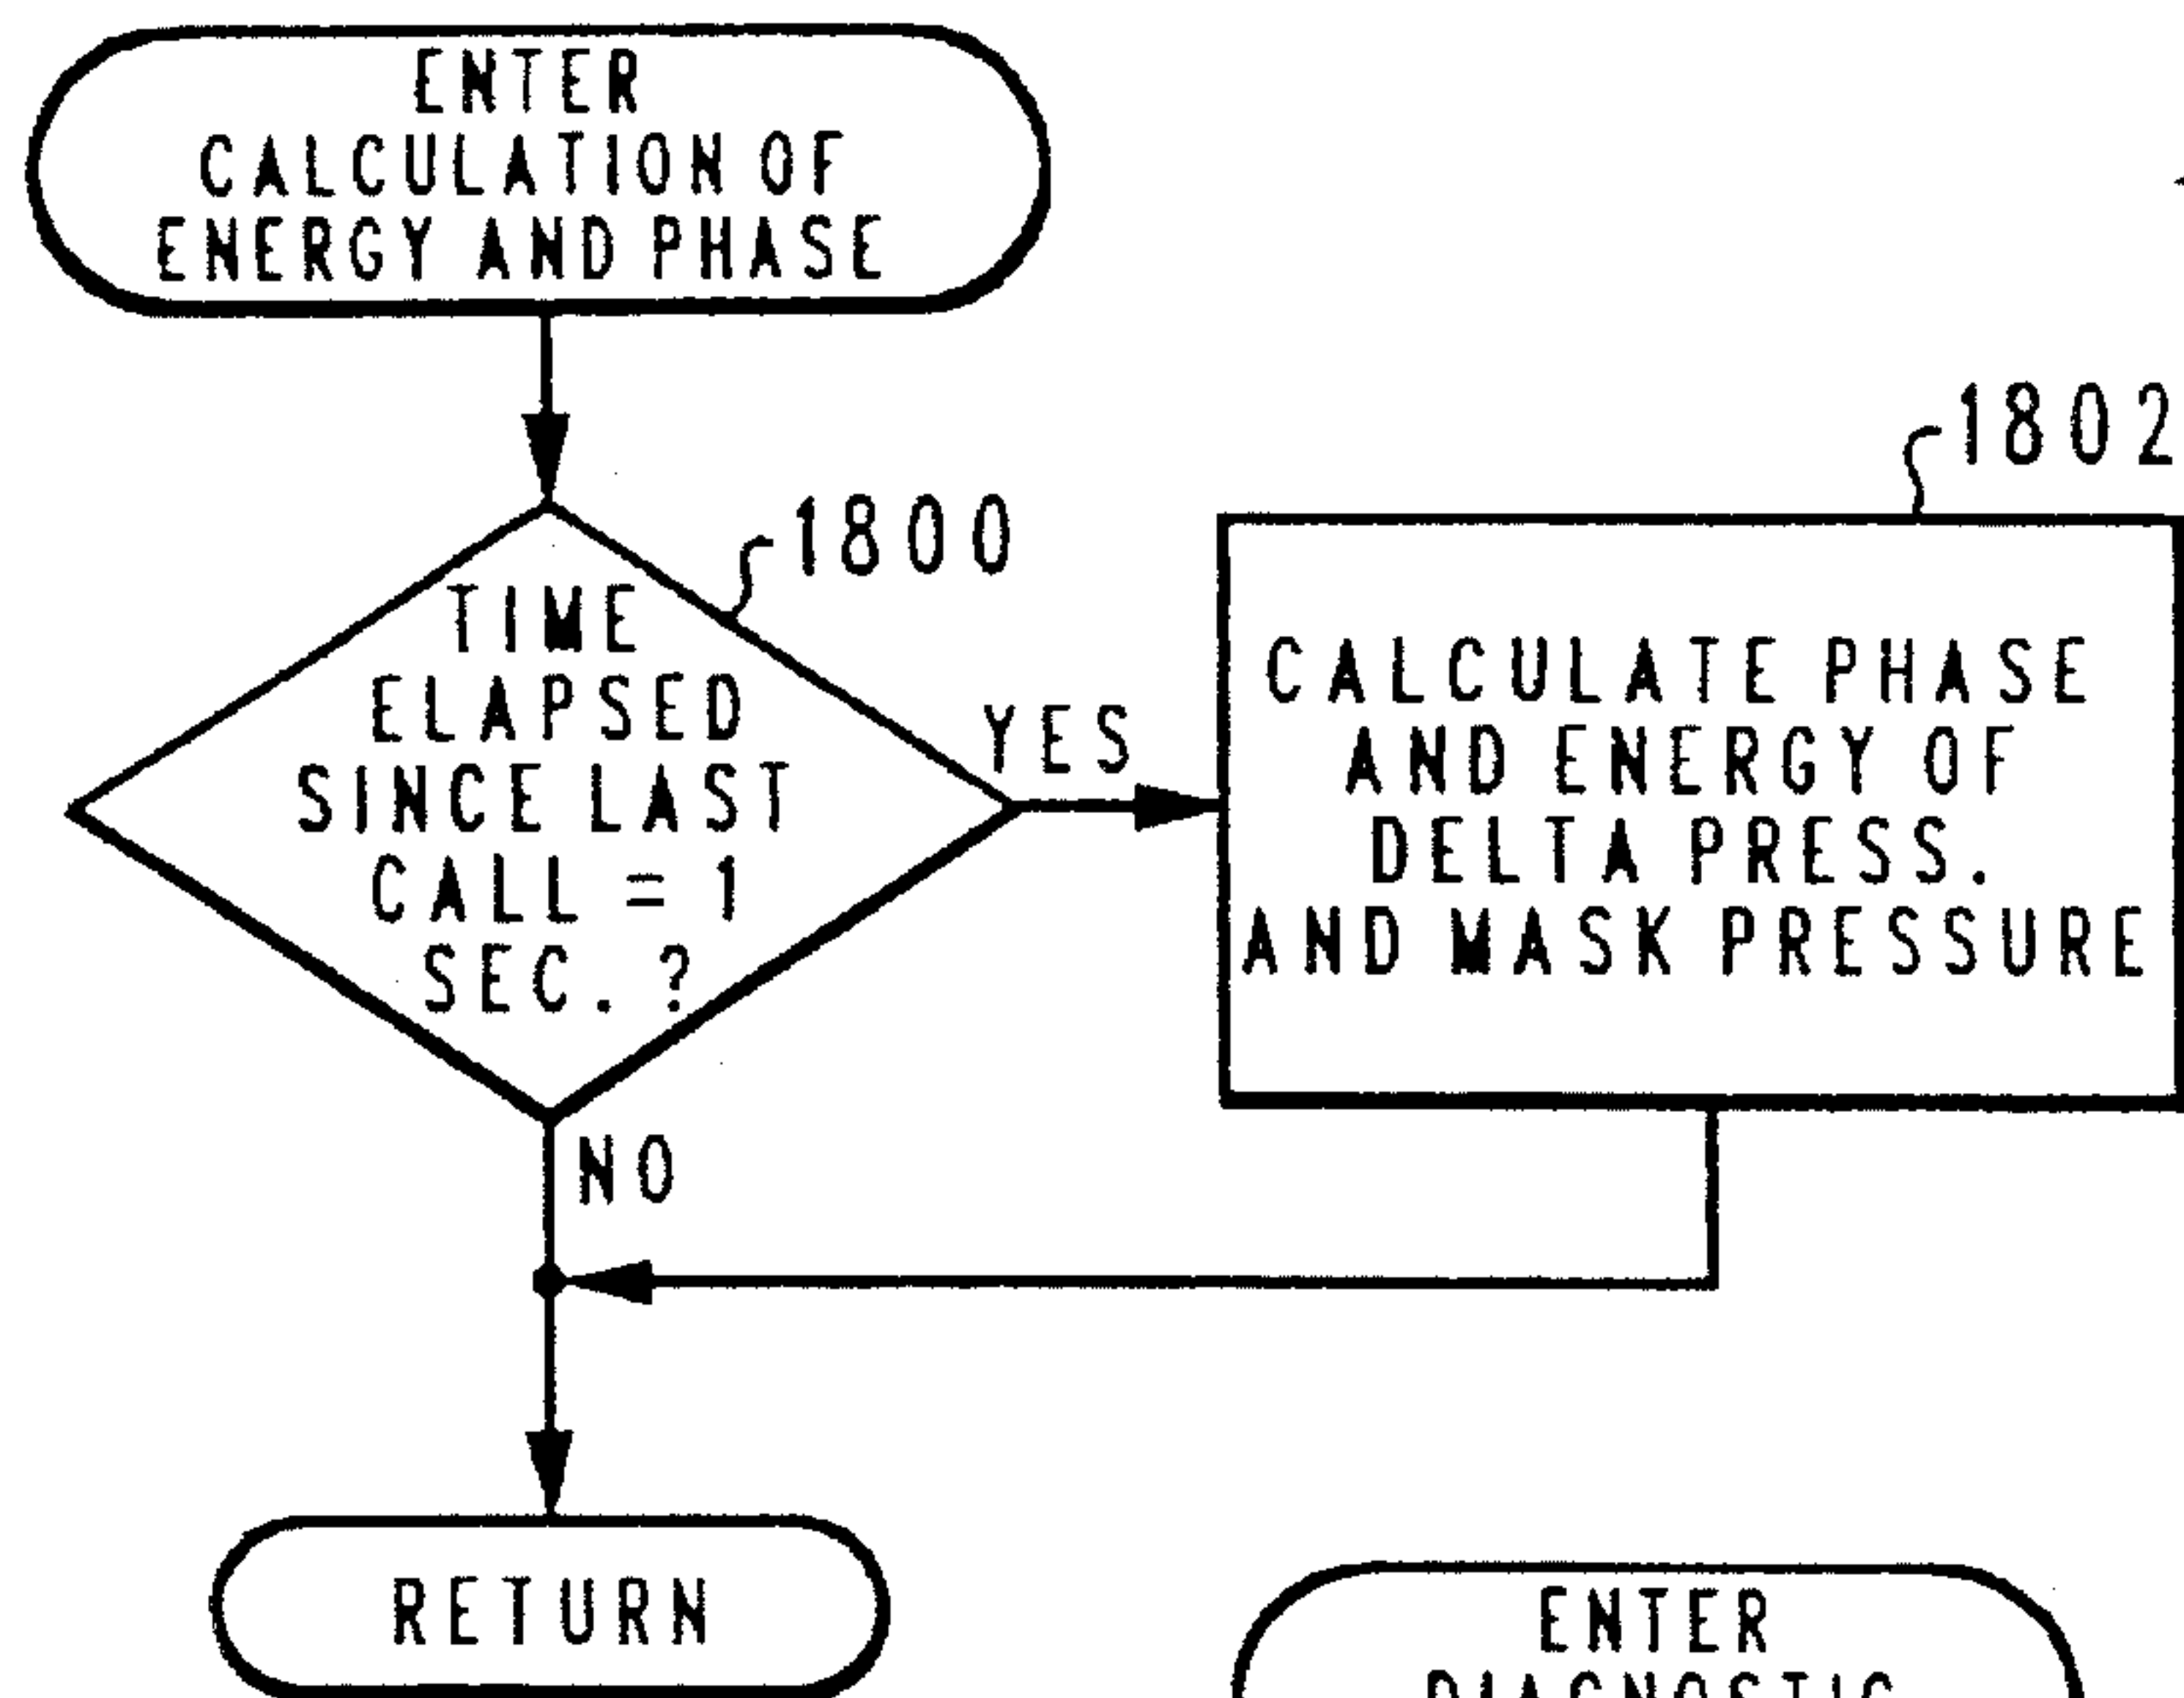 ENTER
CALCULATION OF
ENERGY AND PHASE
1800
TIME
ELAPSED
SINCE LAST
CALL = 1
SEC. ?
YES
1802
CALCULATE PHASE
AND ENERGY OF
DELTA PRESS.
AND MASK PRESSURE
NO
RETURN
ENTER
DIAGNOSTIC